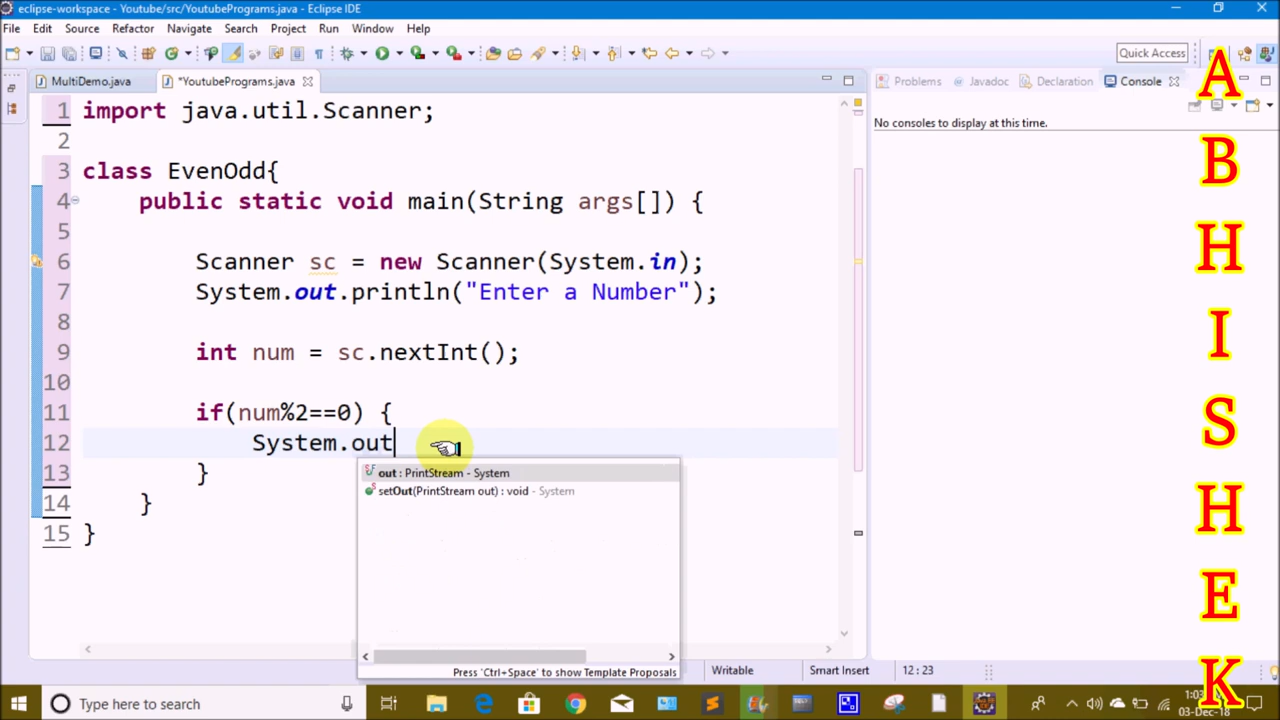 eclipse-workspace - Youtube/src/YoutubePrograms.java - Eclipse IDE
File Edit Source Refactor Navigate Search Project Run Window Help
Quick Access
MultiDemo.java
*YoutubePrograms.java
Problems @ Javadoc Declaration Console
No consoles to display at this time.
1 import java.util.Scanner;
2
3 class EvenOdd{
4 public static void main(String args[]) {
5
6 Scanner sc = new Scanner(System.in);
7 System.out.println("Enter a Number");
8
9 int num = sc.nextInt();
10
11 if(num%2==0) {
12 System.out
13 }
14 }
15 }
out : PrintStream - System
setOut(PrintStream out) : void - System
Press 'Ctrl+Space' to show Template Proposals
Writable Smart Insert 12 : 23
Type here to search
03-Dec-18
A
B
H
I
S
H
E
K